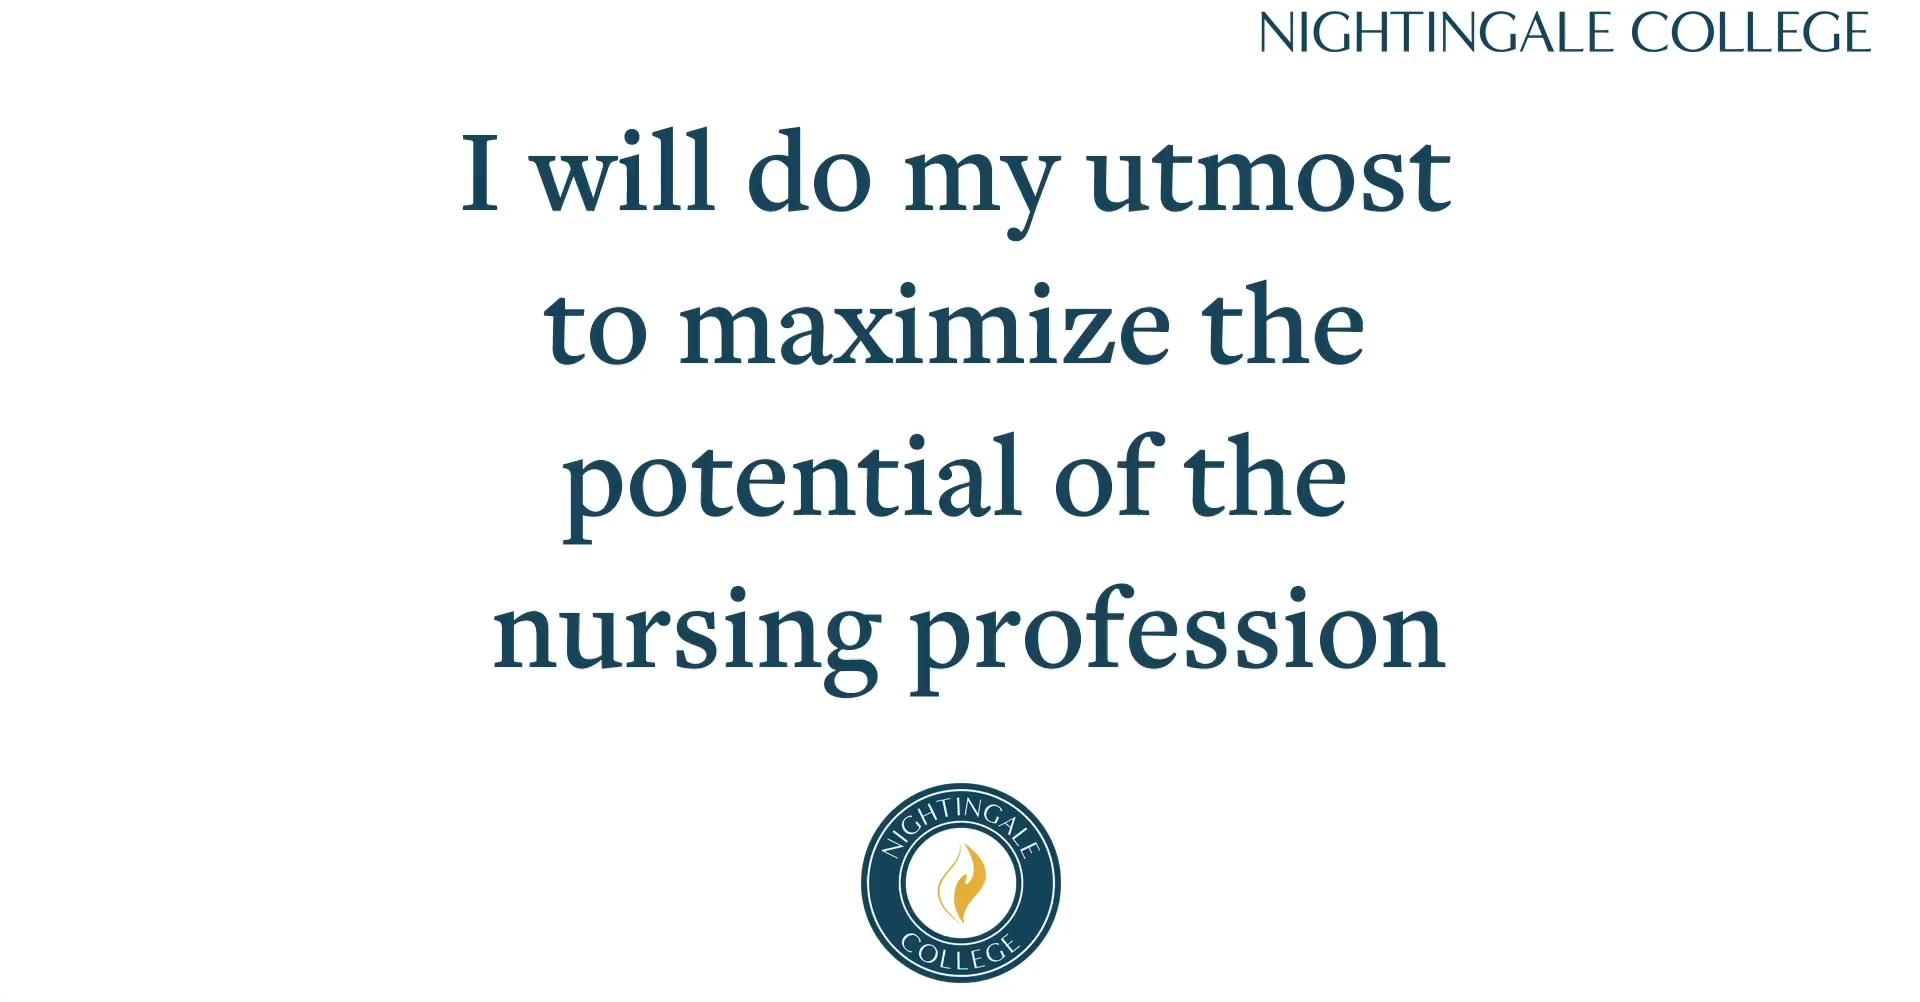 NIGHTINGALE COLLEGE
I will do my utmost
to maximize the
potential of the
nursing profession
NIGHTINGALE
COLLEGE